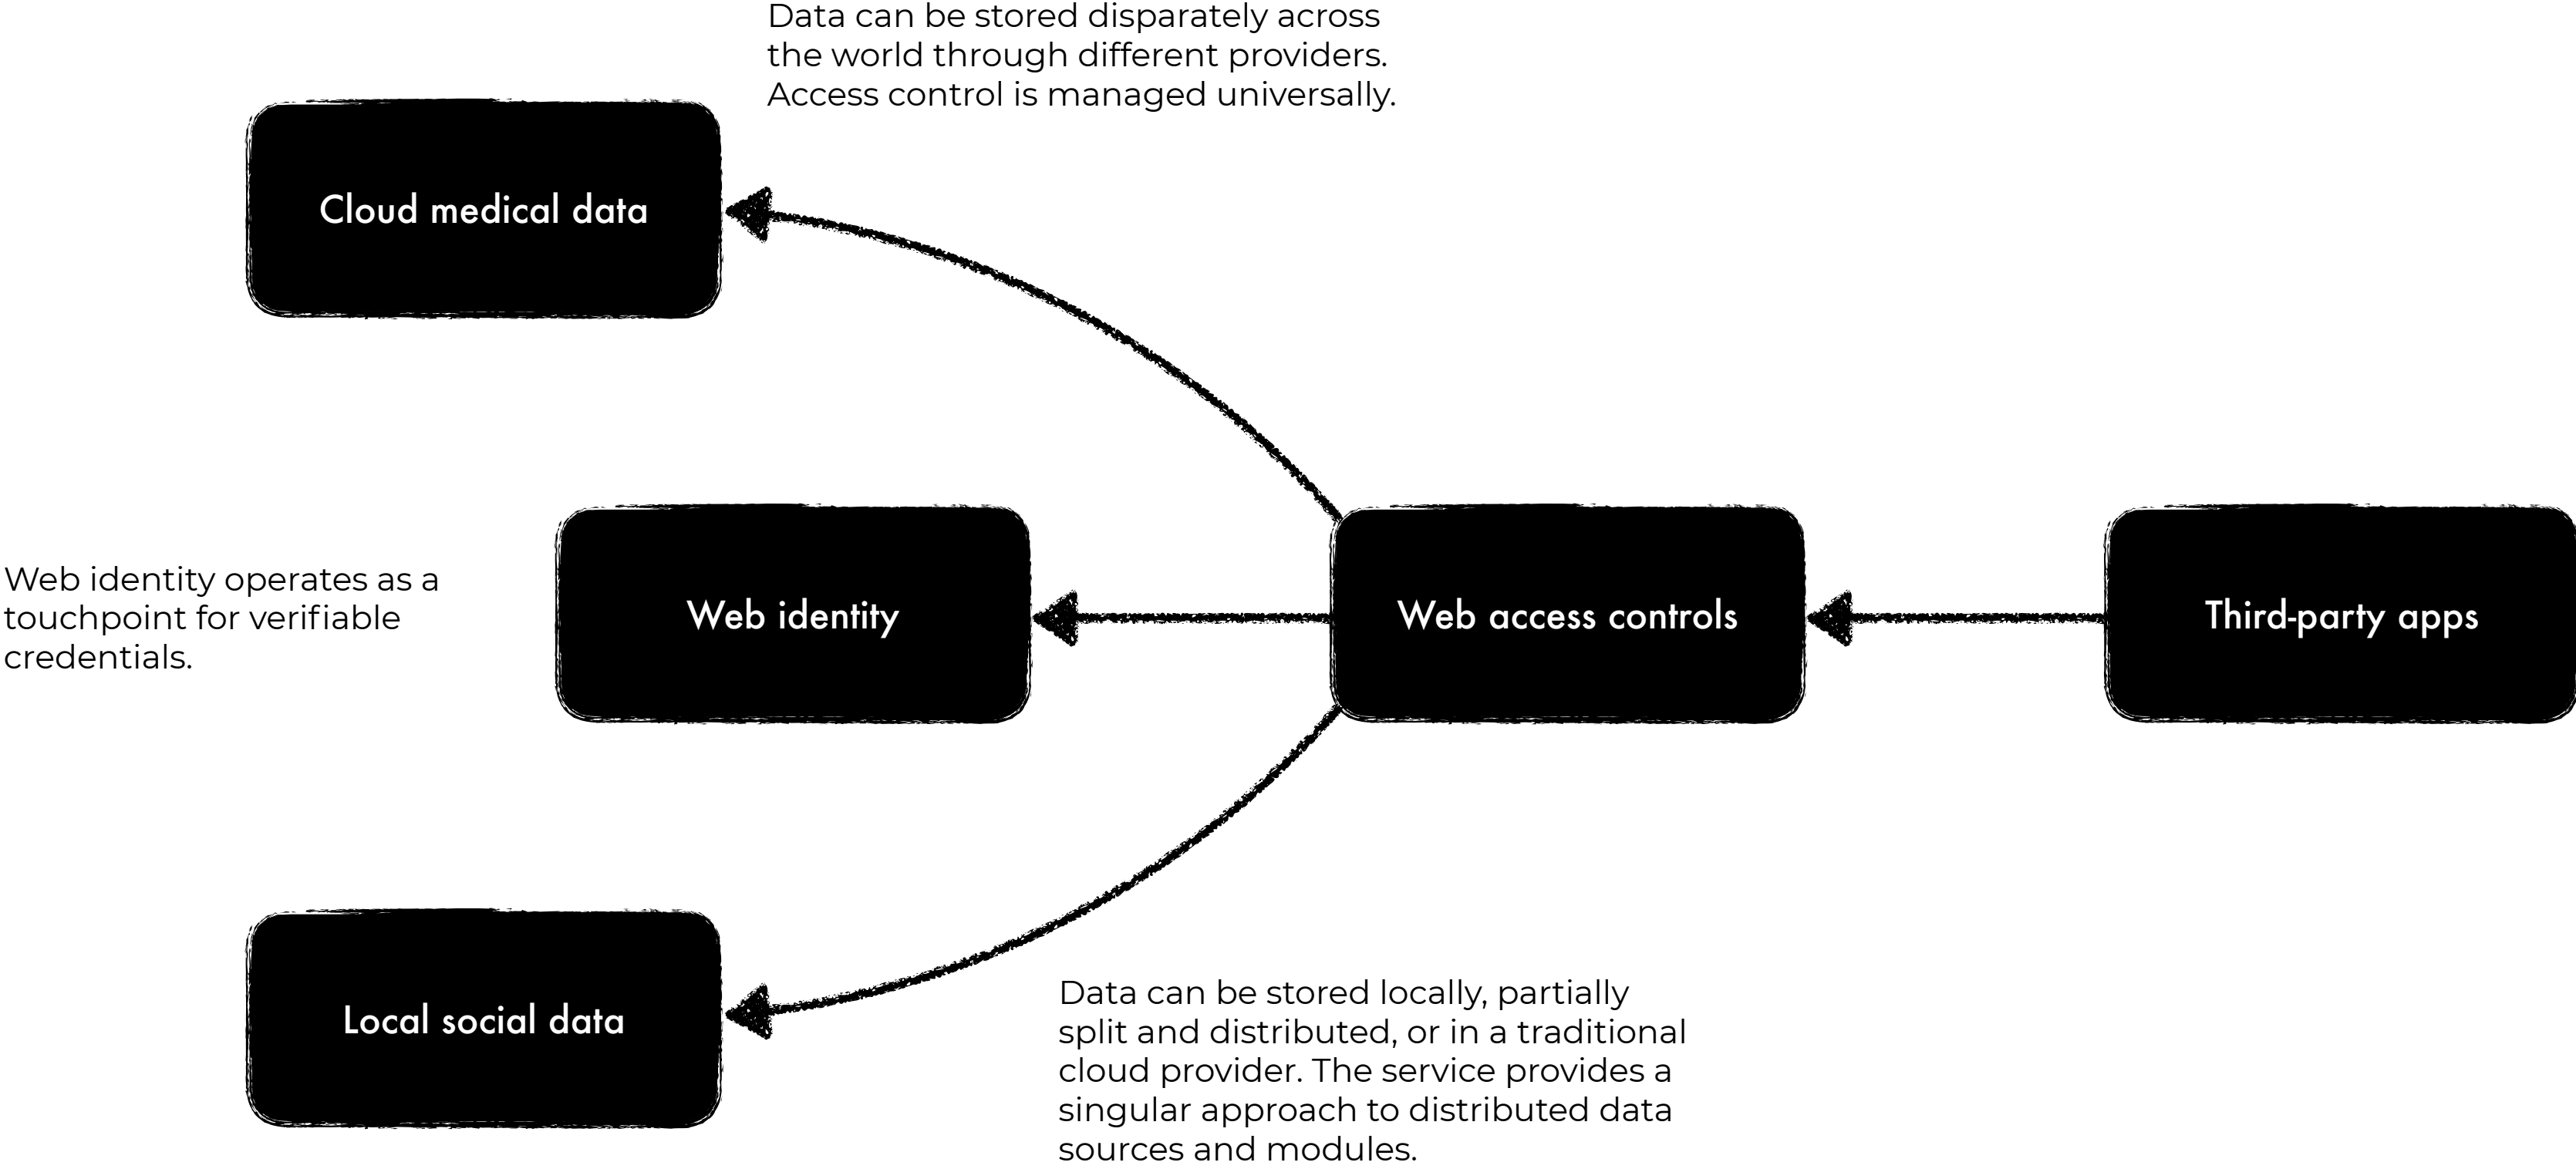 Data can be stored disparately across
the world through different providers.
Access control is managed universally.
Cloud medical data
Web identity operates as a
touchpoint for verifiable
credentials.
Web identity
Web access controls
Third-party apps
Local social data
Data can be stored locally, partially
split and distributed, or in a traditional
cloud provider. The service provides a
singular approach to distributed data
sources and modules.